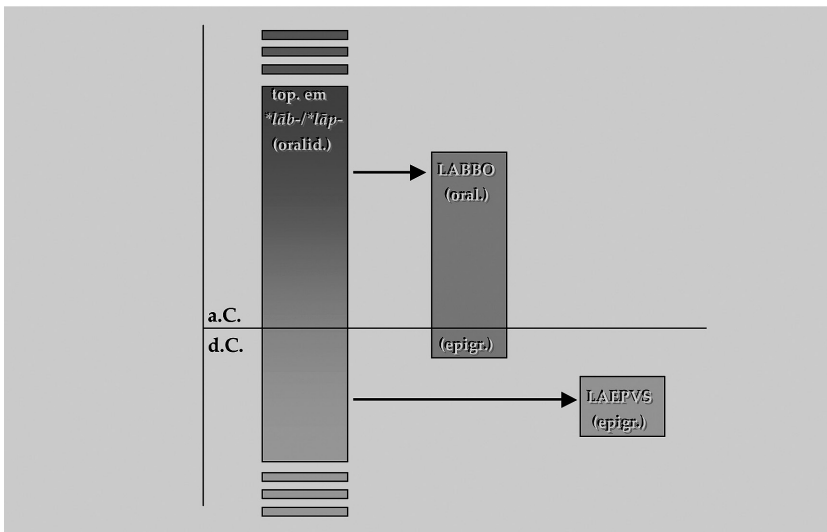 top. em
*lāb-/*lāp-
(oralid.)
LABBO
(oral.)
a.C.
d.C.
(epigr.)
LAEPVS
(epigr.)